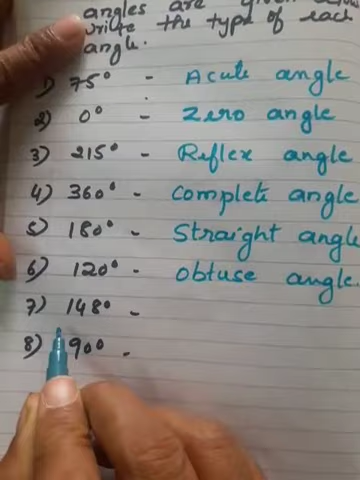 angles are given
write the type of each
angle.
1) 75° - Acute angle
2) 0° - Zero angle
3) 215° - Reflex angle
4) 360° - Complete angle
5) 180° - Straight angle
6) 120° - Obtuse angle.
7) 148° -
8) 90° -